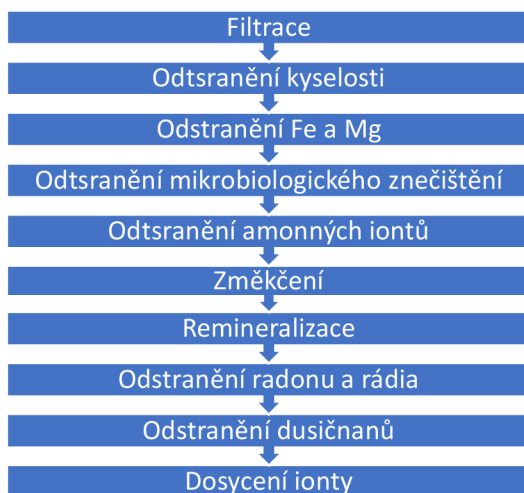 Filtrace
Odtsranění kyselosti
Odstranění Fe a Mg
Odtsranění mikrobiologického znečištění
Odtsranění amonných iontů
Změkčení
Remineralizace
Odstranění radonu a rádia
Odstranění dusičnanů
Dosycení ionty